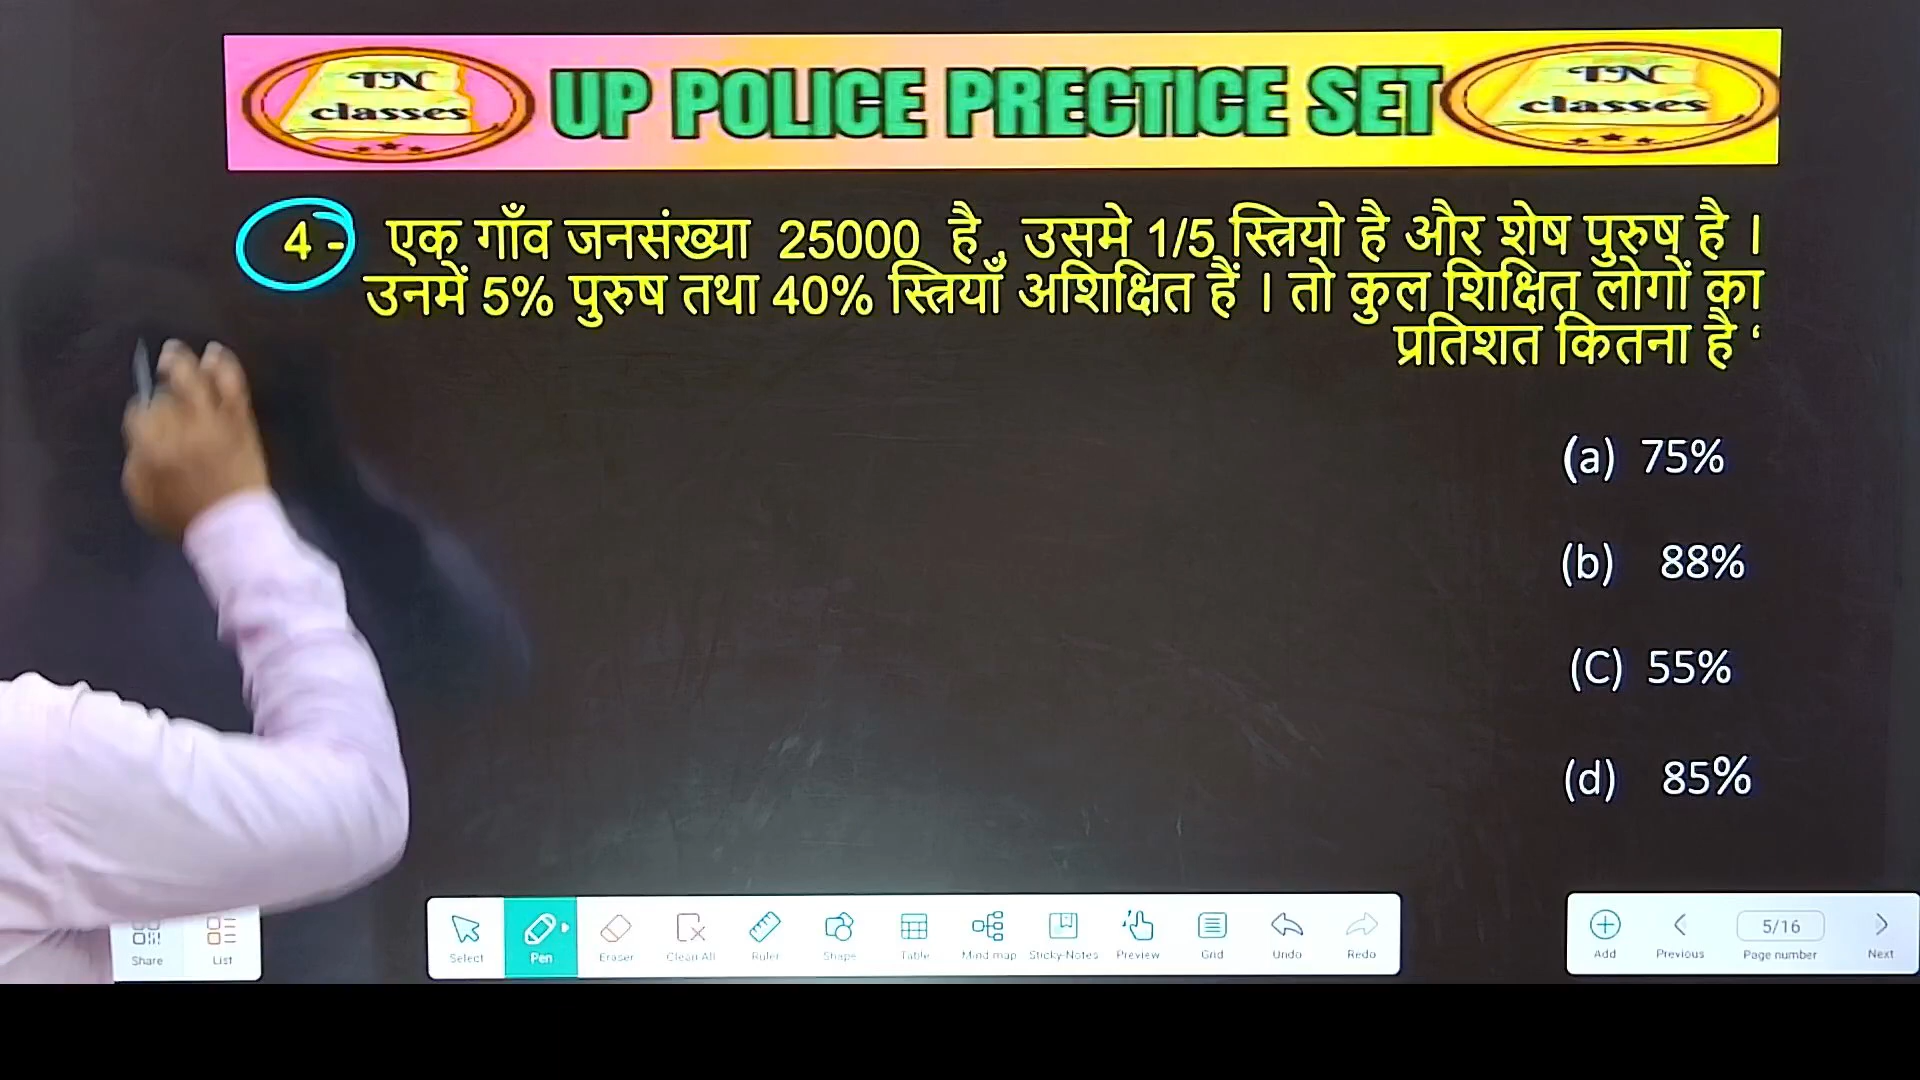 TNC classes UP POLICE PRECTICE SET TNC classes
4 - एक गाँव जनसंख्या 25000 है , उसमे 1/5 स्त्रियो है और शेष पुरुष है ।
उनमें 5% पुरुष तथा 40% स्त्रियाँ अशिक्षित हैं । तो कुल शिक्षित लोगों का
प्रतिशत कितना है ‘
(a) 75%
(b) 88%
(C) 55%
(d) 85%
Share List Select Pen Eraser Clean All Ruler Shape Table Mind map Sticky-Notes Preview Grid Undo Redo Add Previous 5/16 Page number Next